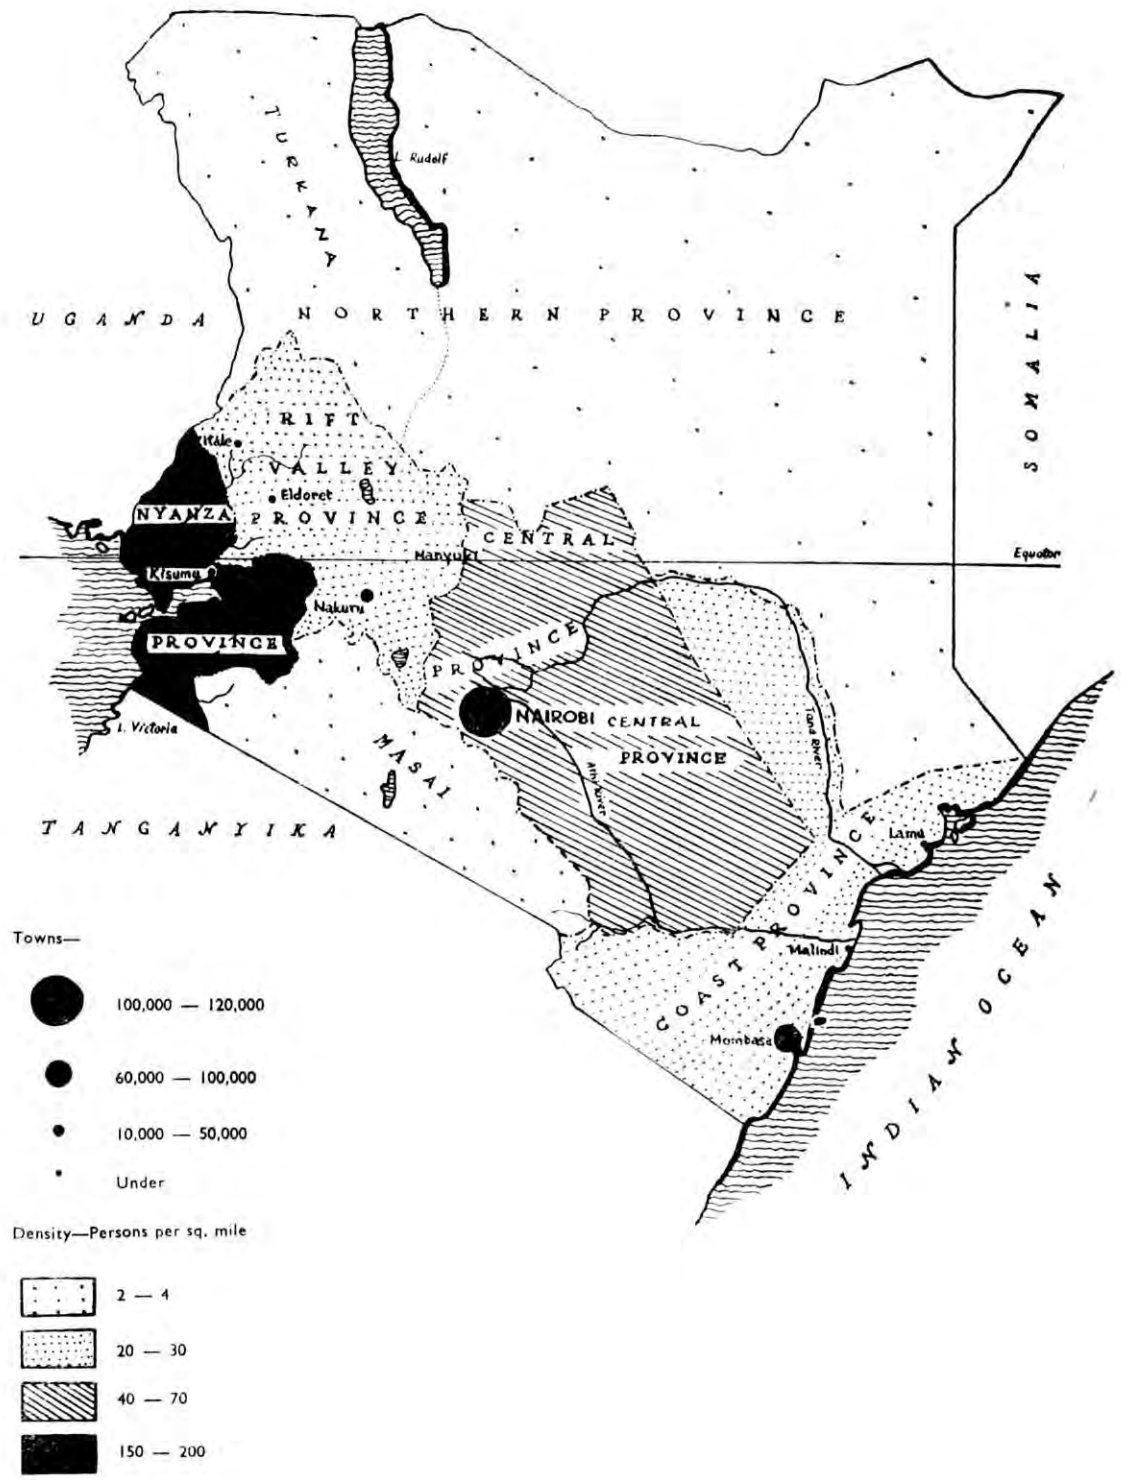 TURKANA
L. Rudolf
UGANDA
NORTHERN PROVINCE
SOMALIA
RIFT
VALLEY
PROVINCE
Kitale
Eldoret
NYANZA
CENTRAL
Nanyuki
Equator
Kisumu
Nakuru
PROVINCE
PROVINCE
L. Victoria
NAIROBI
CENTRAL
PROVINCE
Tana River
Athi River
MASAI
TANGANYIKA
Lamu
COAST PROVINCE
Malindi
Mombasa
INDIAN OCEAN
Towns—
100,000 — 120,000
60,000 — 100,000
10,000 — 50,000
Under
Density—Persons per sq. mile
2 — 4
20 — 30
40 — 70
150 — 200